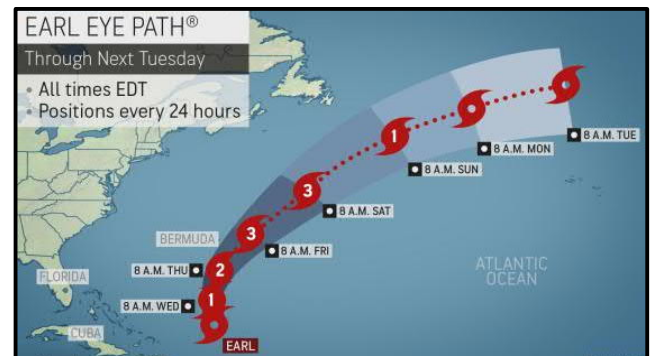 EARL EYE PATH®
Through Next Tuesday
• All times EDT
• Positions every 24 hours
8 A.M. TUE
8 A.M. MON
1
8 A.M. SUN
3
8 A.M. SAT
3
BERMUDA
8 A.M. FRI
8 A.M. THU
2
ATLANTIC
OCEAN
FLORIDA
8 A.M. WED
1
CUBA
EARL